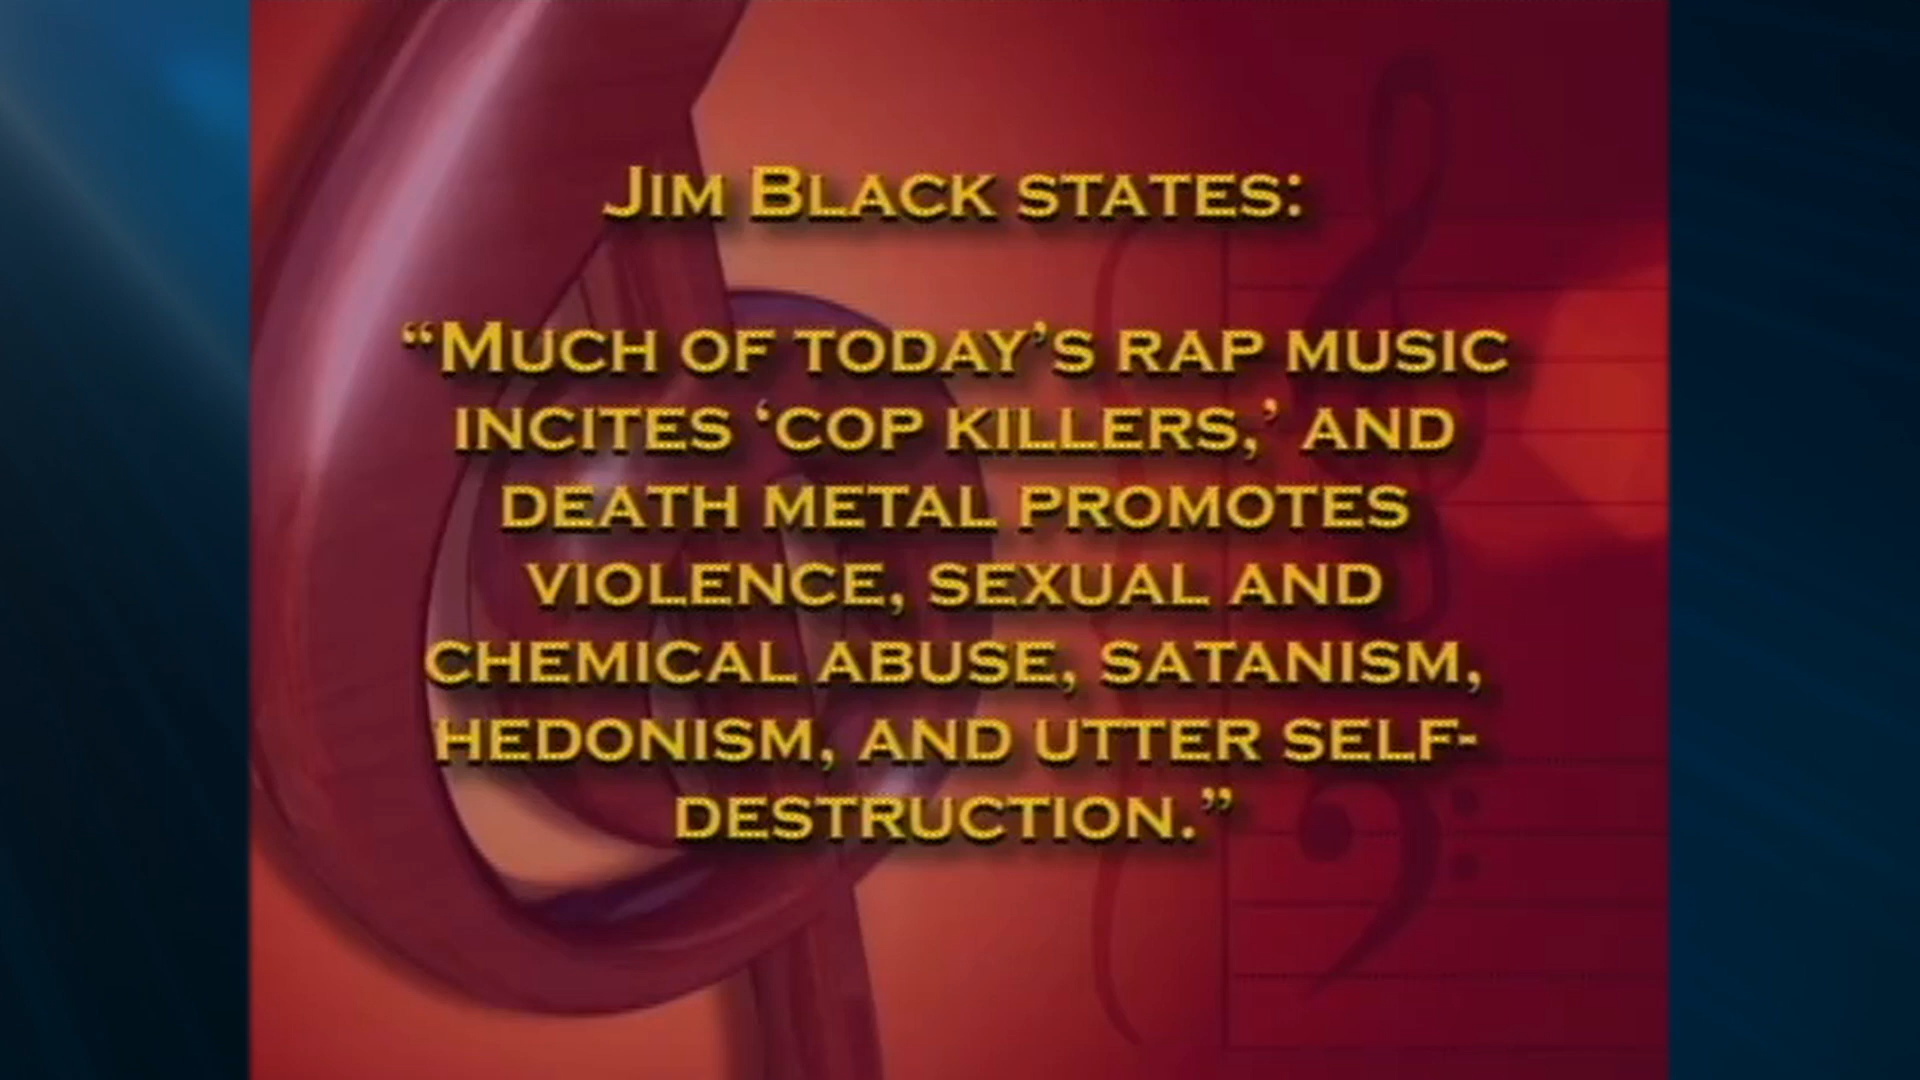 Jim Black states:
“Much of today’s rap music
incites ‘cop killers,’ and
death metal promotes
violence, sexual and
chemical abuse, satanism,
hedonism, and utter self-
destruction.”